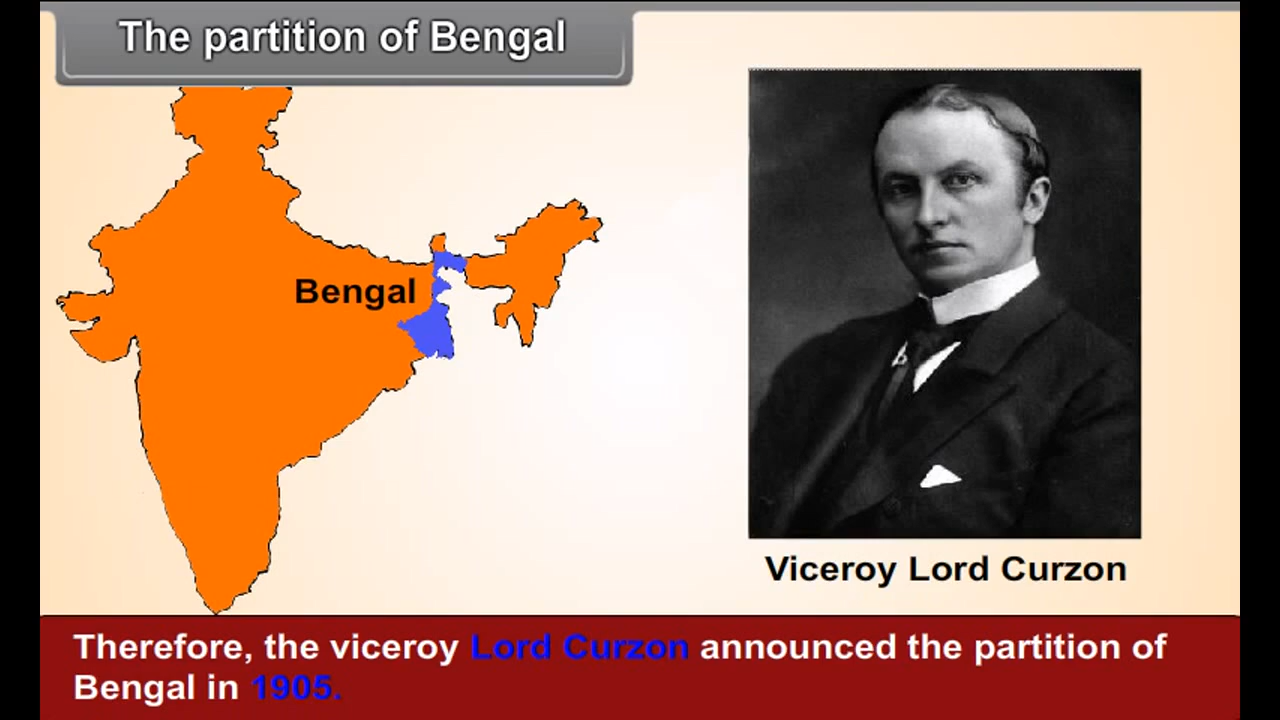 The partition of Bengal
Bengal
Viceroy Lord Curzon
Therefore, the viceroy Lord Curzon announced the partition of
Bengal in 1905.